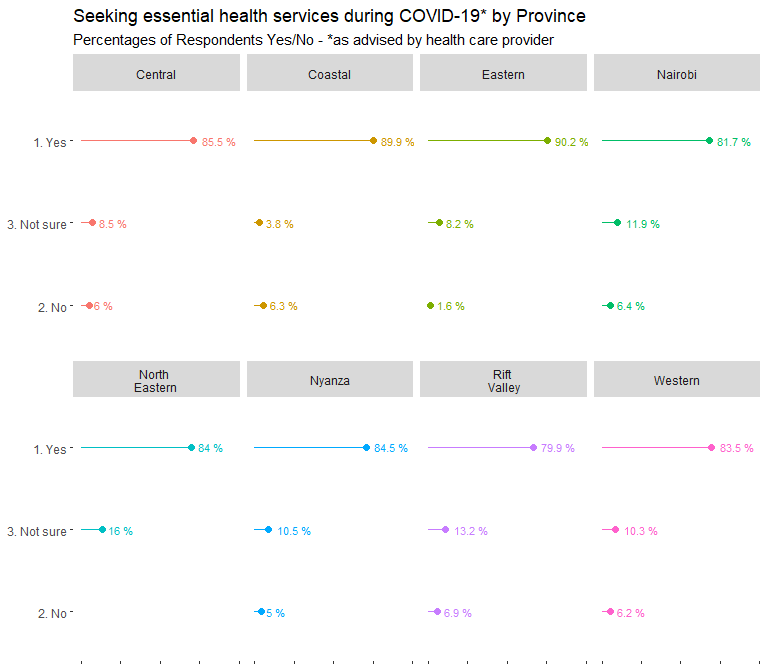 Seeking essential health services during COVID-19* by Province
Percentages of Respondents Yes/No - *as advised by health care provider
Central Coastal Eastern Nairobi
1. Yes 85.5 % 89.9 % 90.2 % 81.7 %
3. Not sure 8.5 % 3.8 % 8.2 % 11.9 %
2. No 6 % 6.3 % 1.6 % 6.4 %
North
Eastern
Nyanza
Rift
Valley
Western
1. Yes 84 % 84.5 % 79.9 % 83.5 %
3. Not sure 16 % 10.5 % 13.2 % 10.3 %
2. No 5 % 6.9 % 6.2 %